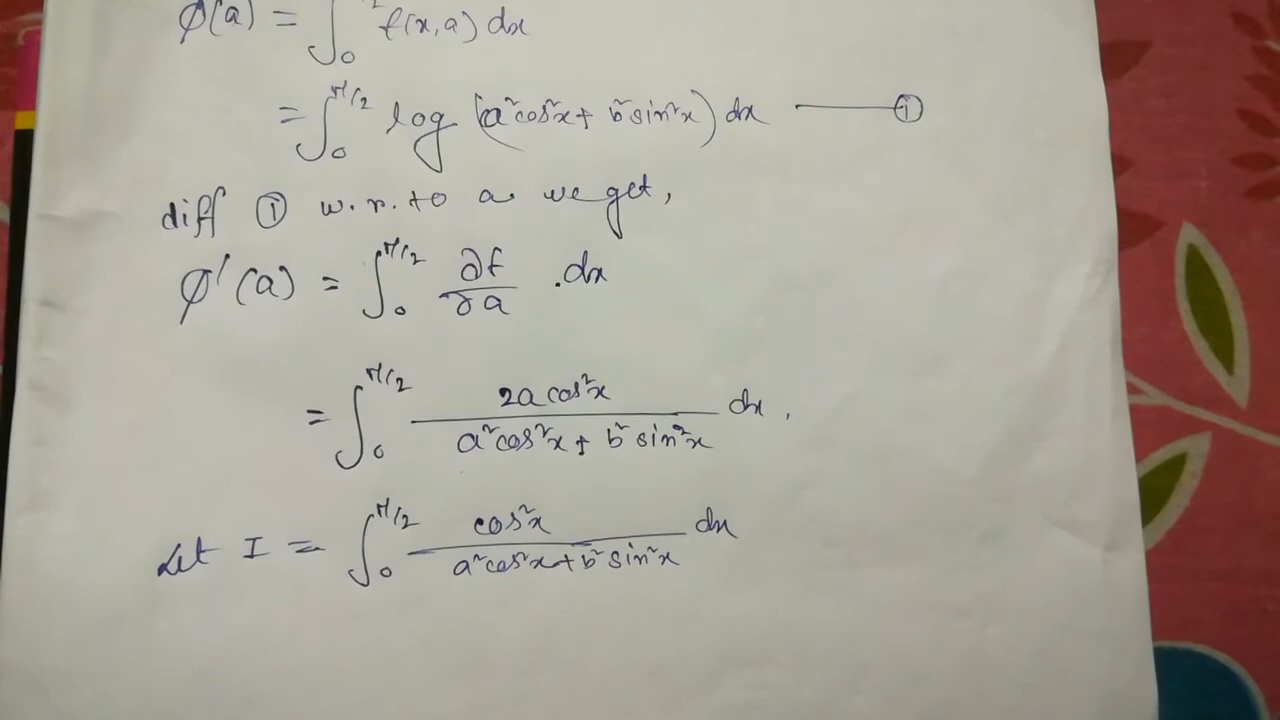 ∅(a) = ∫₀ f(x,a) dx
= ∫₀^π/2 log (a²cos²x + b²sin²x) dx ——— ①
diff ① w.r.to a we get,
∅'(a) = ∫₀^π/2 ∂f/∂a .dx
= ∫₀^π/2 2a cos²x / a²cos²x + b²sin²x dx.
Let I = ∫₀^π/2 cos²x / a²cos²x + b²sin²x dx